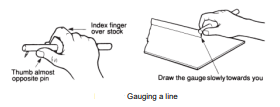 Index finger
over stock
Thumb almost
opposite pin
Draw the gauge slowly towards you
Gauging a line